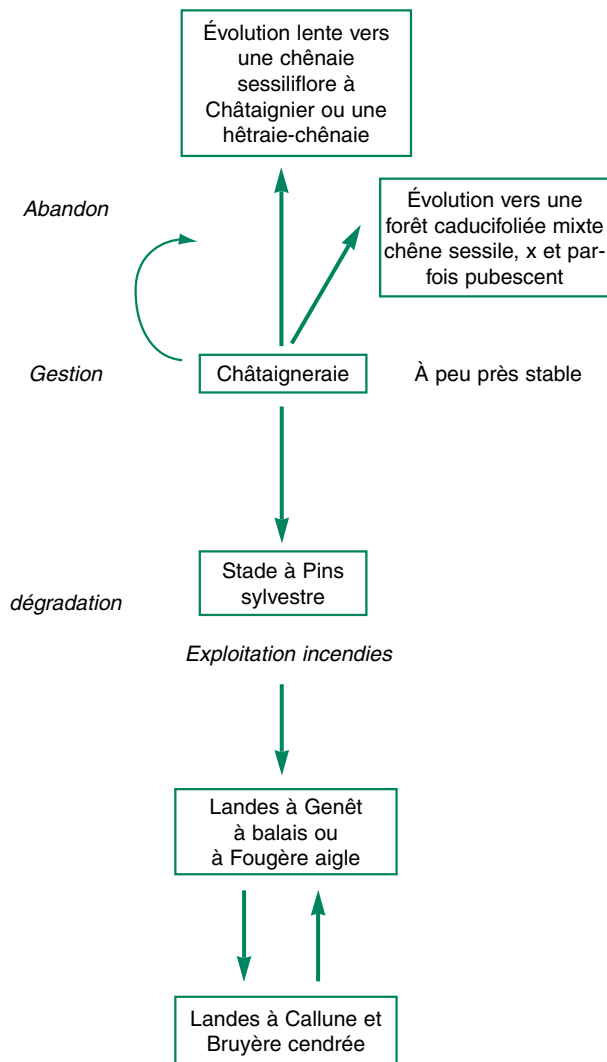 Évolution lente vers
une chênaie
sessiliflore à
Châtaignier ou une
hêtraie-chênaie
Abandon
Évolution vers une
forêt caducifoliée mixte
chêne sessile, x et par-
fois pubescent
Gestion
Châtaigneraie
À peu près stable
Stade à Pins
sylvestre
dégradation
Exploitation incendies
Landes à Genêt
à balais ou
à Fougère aigle
Landes à Callune et
Bruyère cendrée